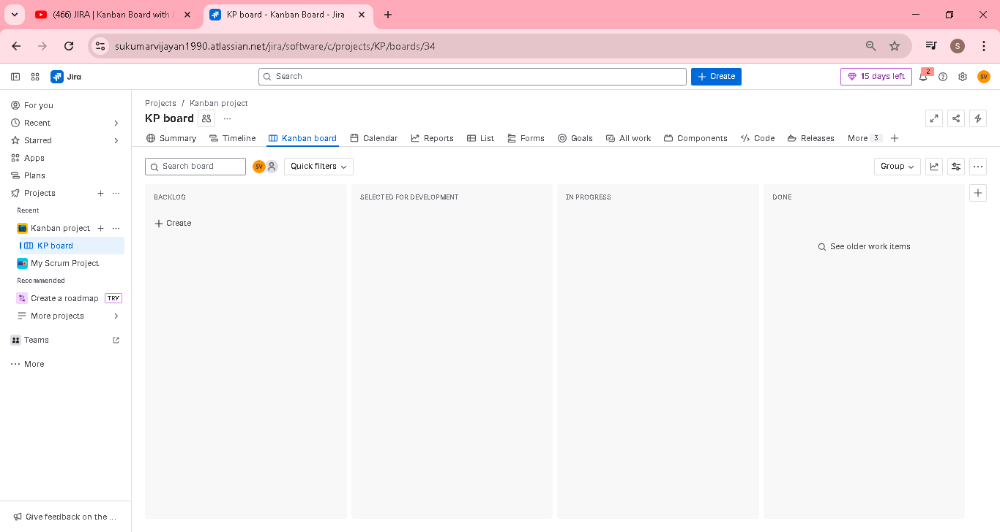 (466) JIRA | Kanban Board with J
KP board - Kanban Board - Jira
sukumarvijayan1990.atlassian.net/jira/software/c/projects/KP/boards/34
S
Jira
Search
Create
15 days left
2
SV
For you
Recent
Starred
Apps
Plans
Projects
Recent
Kanban project
KP board
My Scrum Project
Recommended
Create a roadmap TRY
More projects
Teams
More
Give feedback on the ...
Projects / Kanban project
KP board
Summary Timeline Kanban board Calendar Reports List Forms Goals All work Components Code Releases More 3
Search board SV Quick filters Group
BACKLOG SELECTED FOR DEVELOPMENT IN PROGRESS DONE
Create
See older work items